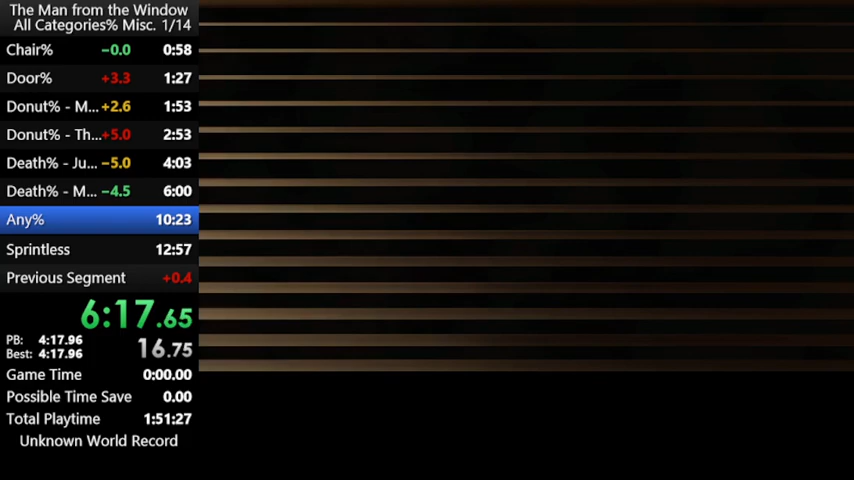 The Man from the Window
All Categories% Misc. 1/14
Chair% −0.0 0:58
Door% +3.3 1:27
Donut% - M... +2.6 1:53
Donut% - Th... +5.0 2:53
Death% - Ju... −5.0 4:03
Death% - M... −4.5 6:00
Any% 10:23
Sprintless 12:57
Previous Segment +0.4
6:17.65
PB: 4:17.96
Best: 4:17.96
16.75
Game Time 0:00.00
Possible Time Save 0.00
Total Playtime 1:51:27
Unknown World Record